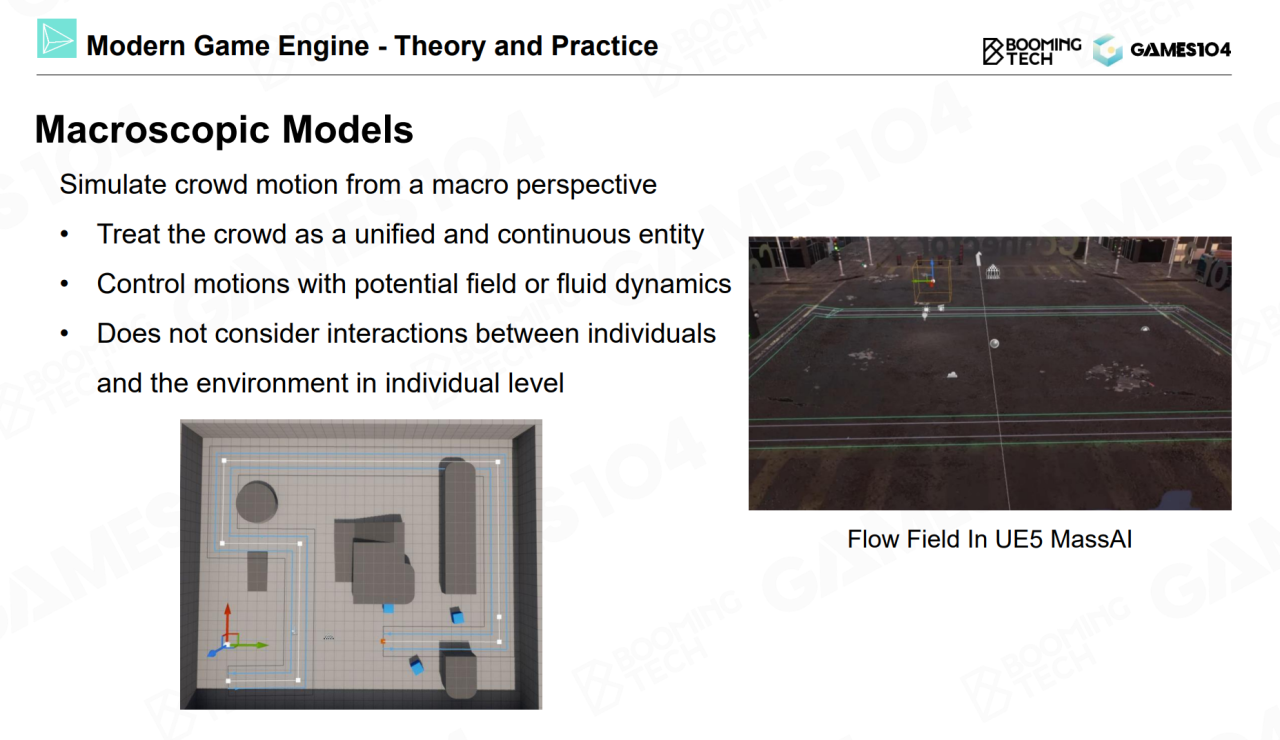 Modern Game Engine - Theory and Practice
BOOMING
TECH
GAMES104
Macroscopic Models
Simulate crowd motion from a macro perspective
• Treat the crowd as a unified and continuous entity
• Control motions with potential field or fluid dynamics
• Does not consider interactions between individuals
and the environment in individual level
Flow Field In UE5 MassAI